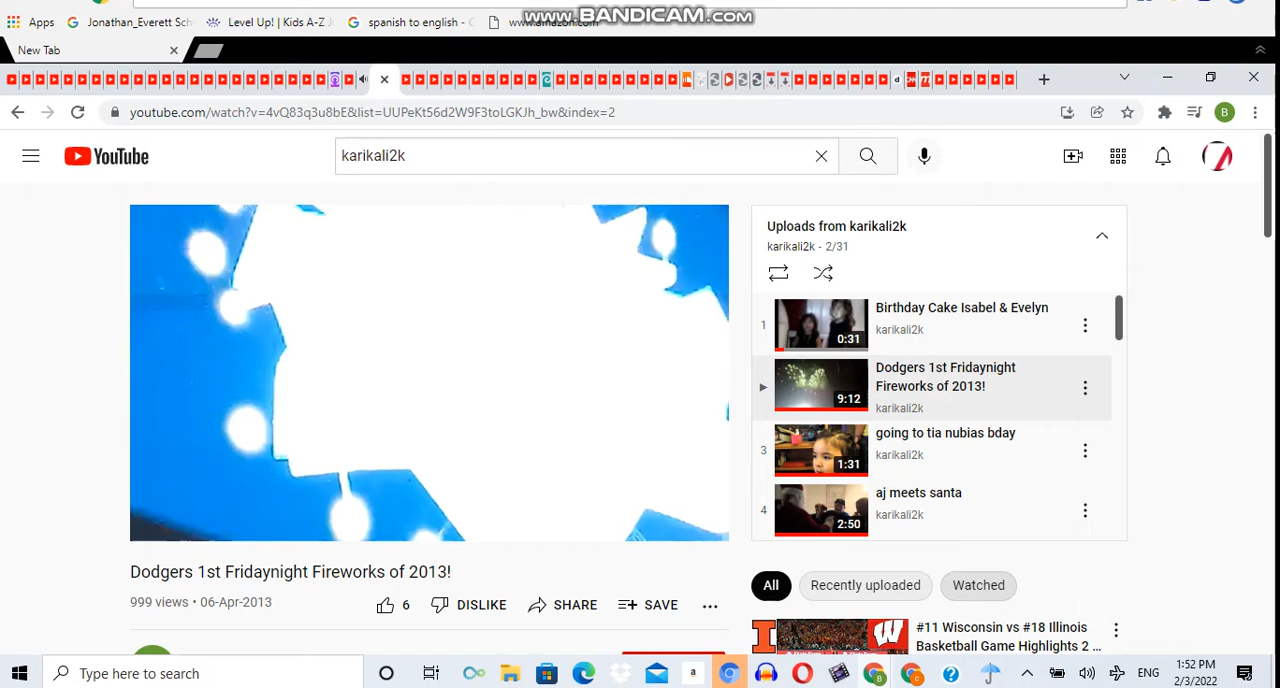 www.BANDICAM.com
Apps Jonathan_Everett Sch Level Up! | Kids A-Z spanish to english - www.amazon.com
New Tab
youtube.com/watch?v=4vQ83q3u8bE&list=UUPeKt56d2W9F3toLGKJh_bw&index=2 B
YouTube karikali2k
Uploads from karikali2k
karikali2k - 2/31
1 Birthday Cake Isabel & Evelyn
karikali2k
0:31
Dodgers 1st Fridaynight
Fireworks of 2013!
9:12
karikali2k
3 going to tia nubias bday
karikali2k
1:31
4 aj meets santa
karikali2k
2:50
Dodgers 1st Fridaynight Fireworks of 2013!
999 views • 06-Apr-2013
6 DISLIKE SHARE SAVE
All Recently uploaded Watched
#11 Wisconsin vs #18 Illinois
Basketball Game Highlights 2 ...
Type here to search
ENG
1:52 PM
2/3/2022